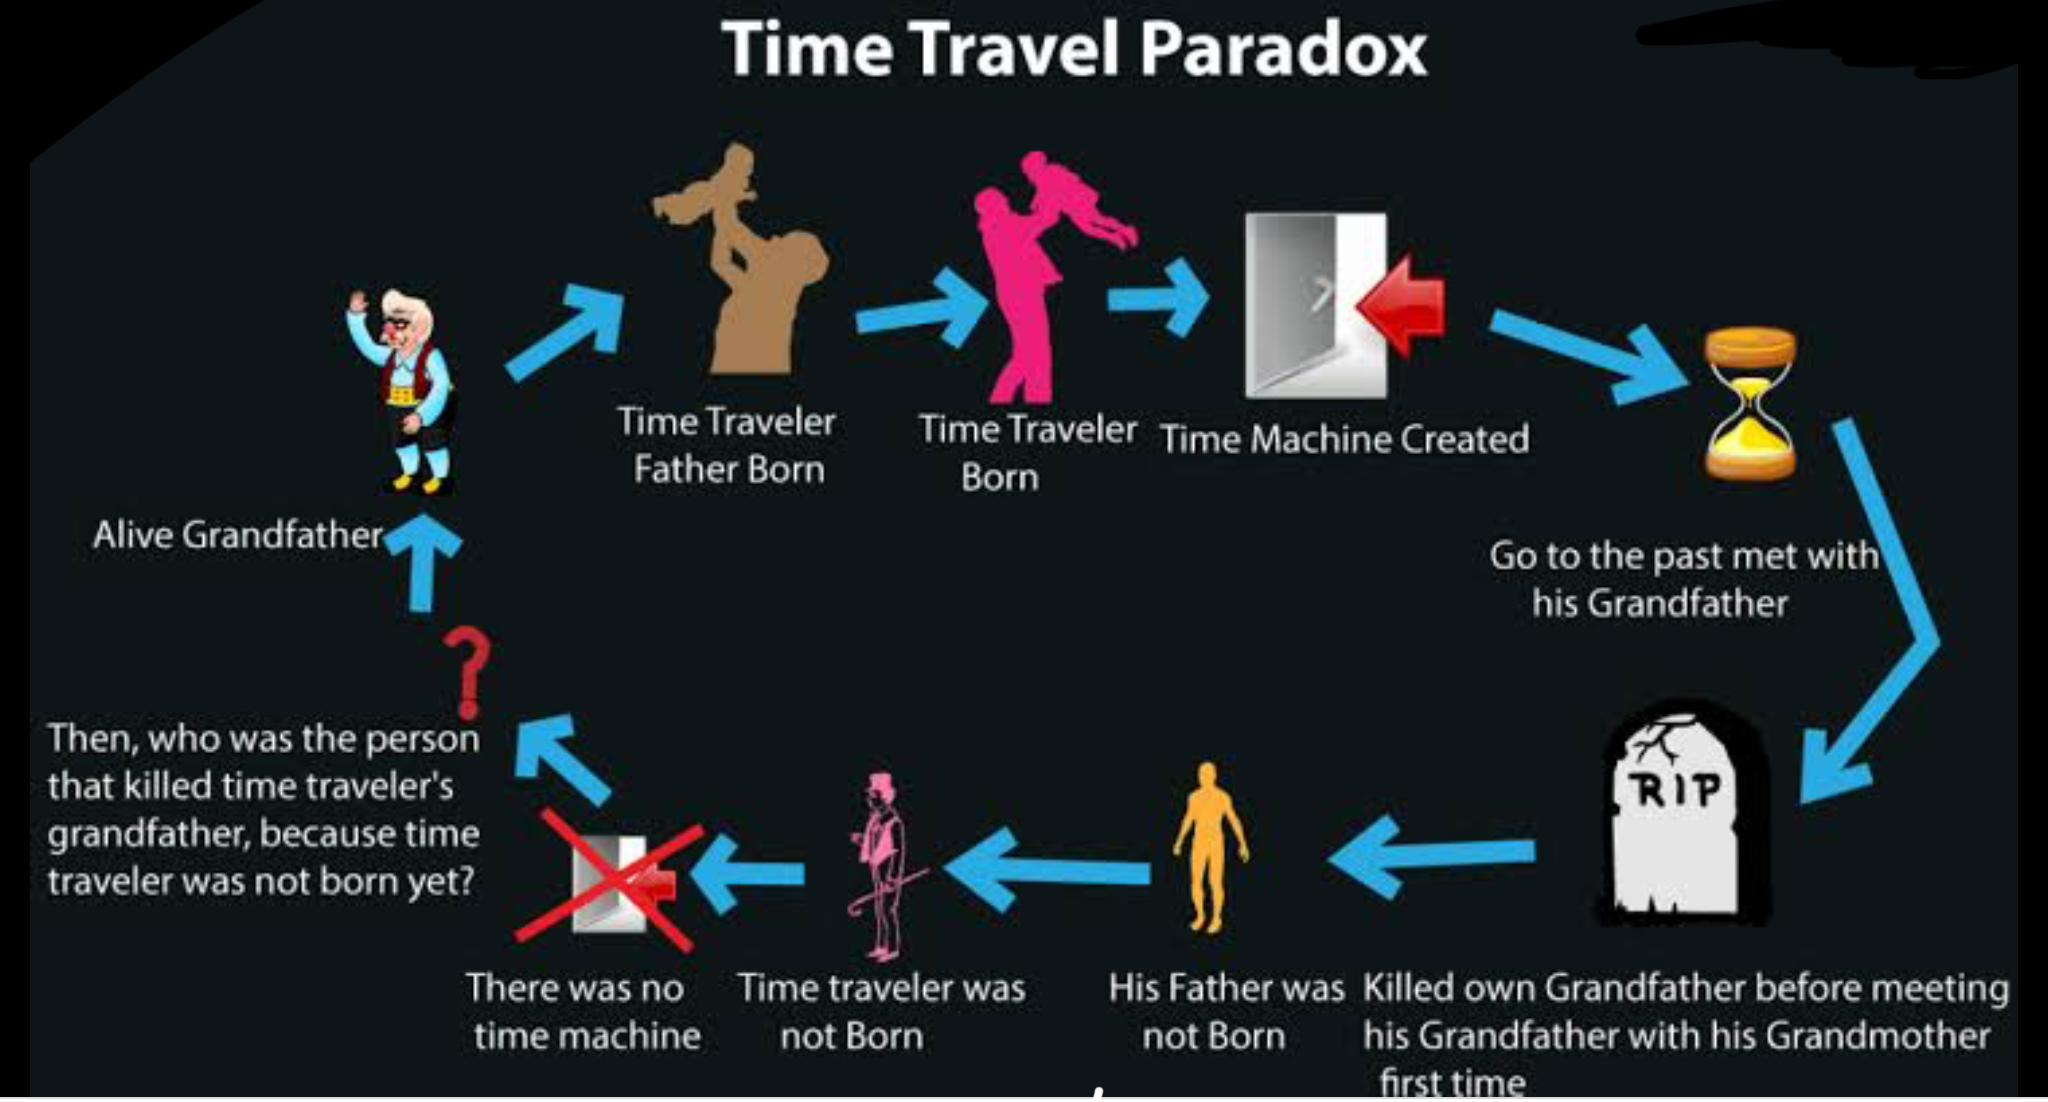 Time Travel Paradox
Time Traveler
Father Born
Time Traveler
Born
Time Machine Created
Go to the past met with
his Grandfather
RIP
Killed own Grandfather before meeting
his Grandfather with his Grandmother
first time
His Father was
not Born
Time traveler was
not Born
There was no
time machine
?
Then, who was the person
that killed time traveler's
grandfather, because time
traveler was not born yet?
Alive Grandfather